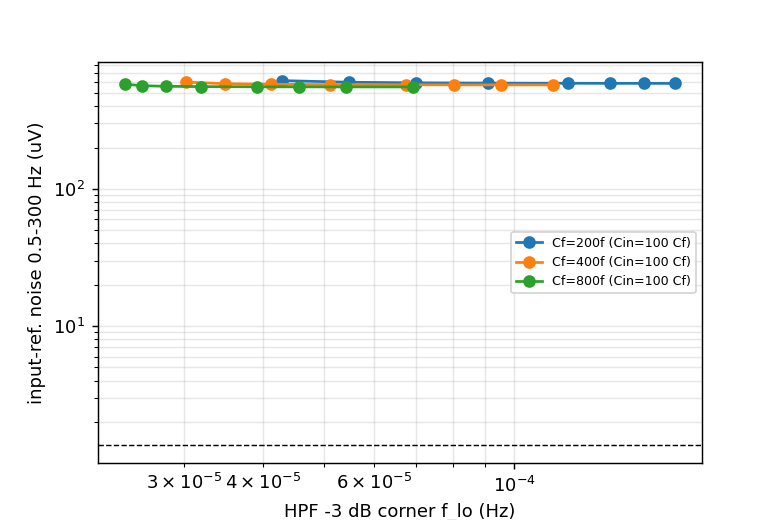 input-ref. noise 0.5-300 Hz (uV)
10²
10¹
Cf=200f (Cin=100 Cf)
Cf=400f (Cin=100 Cf)
Cf=800f (Cin=100 Cf)
3 × 10⁻⁵ 4 × 10⁻⁵ 6 × 10⁻⁵ 10⁻⁴
HPF -3 dB corner f_lo (Hz)